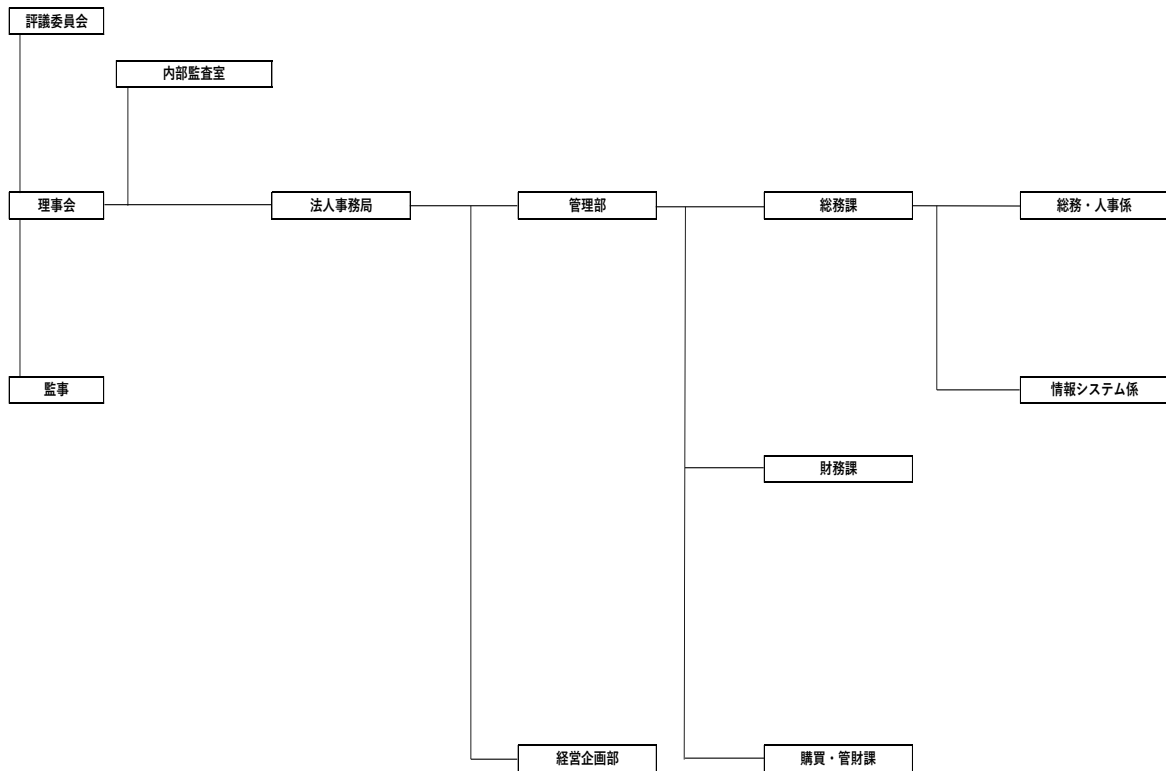 評議委員会
内部監査室
理事会
法人事務局
管理部
総務課
総務・人事係
監事
情報システム係
財務課
経営企画部
購買・管財課